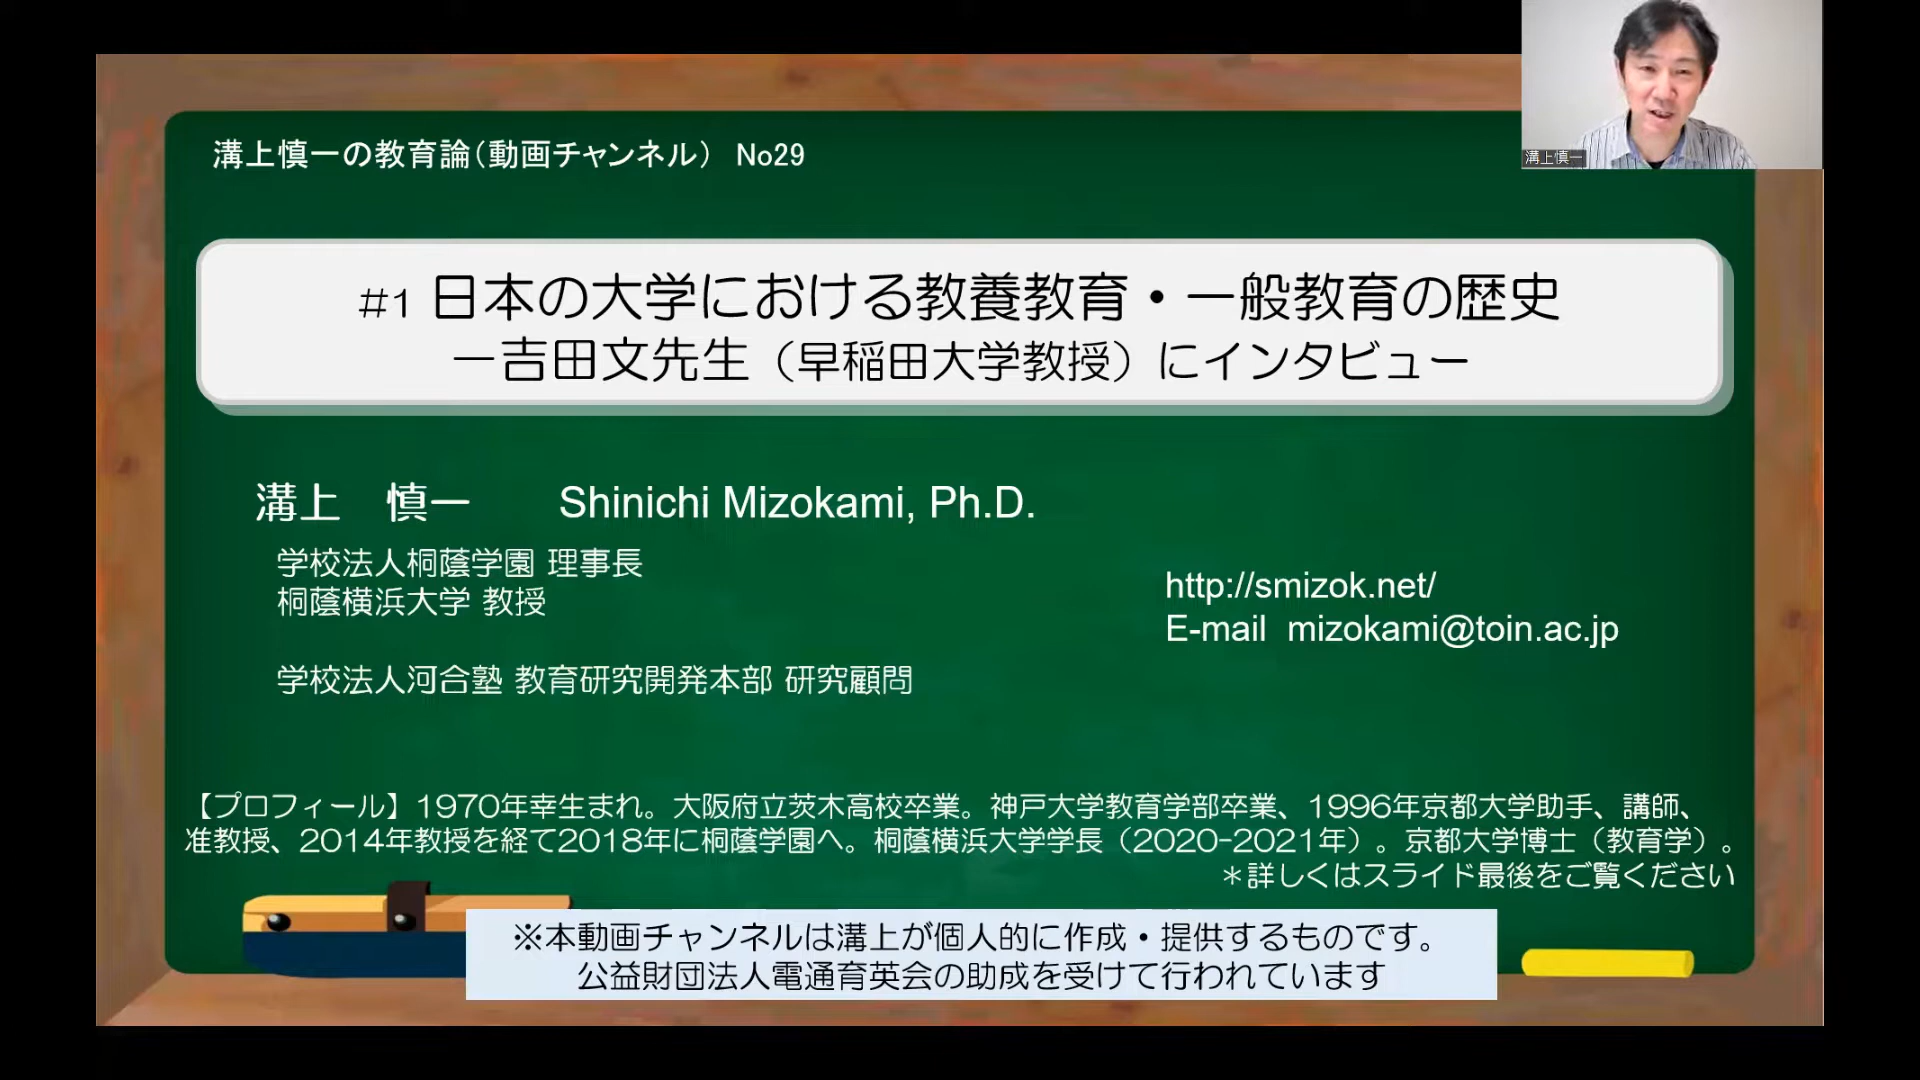 溝上慎一
溝上慎一の教育論（動画チャンネル） No29
#1 日本の大学における教養教育・一般教育の歴史
―吉田文先生（早稲田大学教授）にインタビュー
溝上　慎一　　Shinichi Mizokami, Ph.D.
学校法人桐蔭学園 理事長
桐蔭横浜大学 教授
学校法人河合塾 教育研究開発本部 研究顧問
http://smizok.net/
E-mail mizokami@toin.ac.jp
【プロフィール】1970年幸生まれ。大阪府立茨木高校卒業。神戸大学教育学部卒業、1996年京都大学助手、講師、
准教授、2014年教授を経て2018年に桐蔭学園へ。桐蔭横浜大学学長（2020-2021年）。京都大学博士（教育学）。
＊詳しくはスライド最後をご覧ください
※本動画チャンネルは溝上が個人的に作成・提供するものです。
公益財団法人電通育英会の助成を受けて行われています